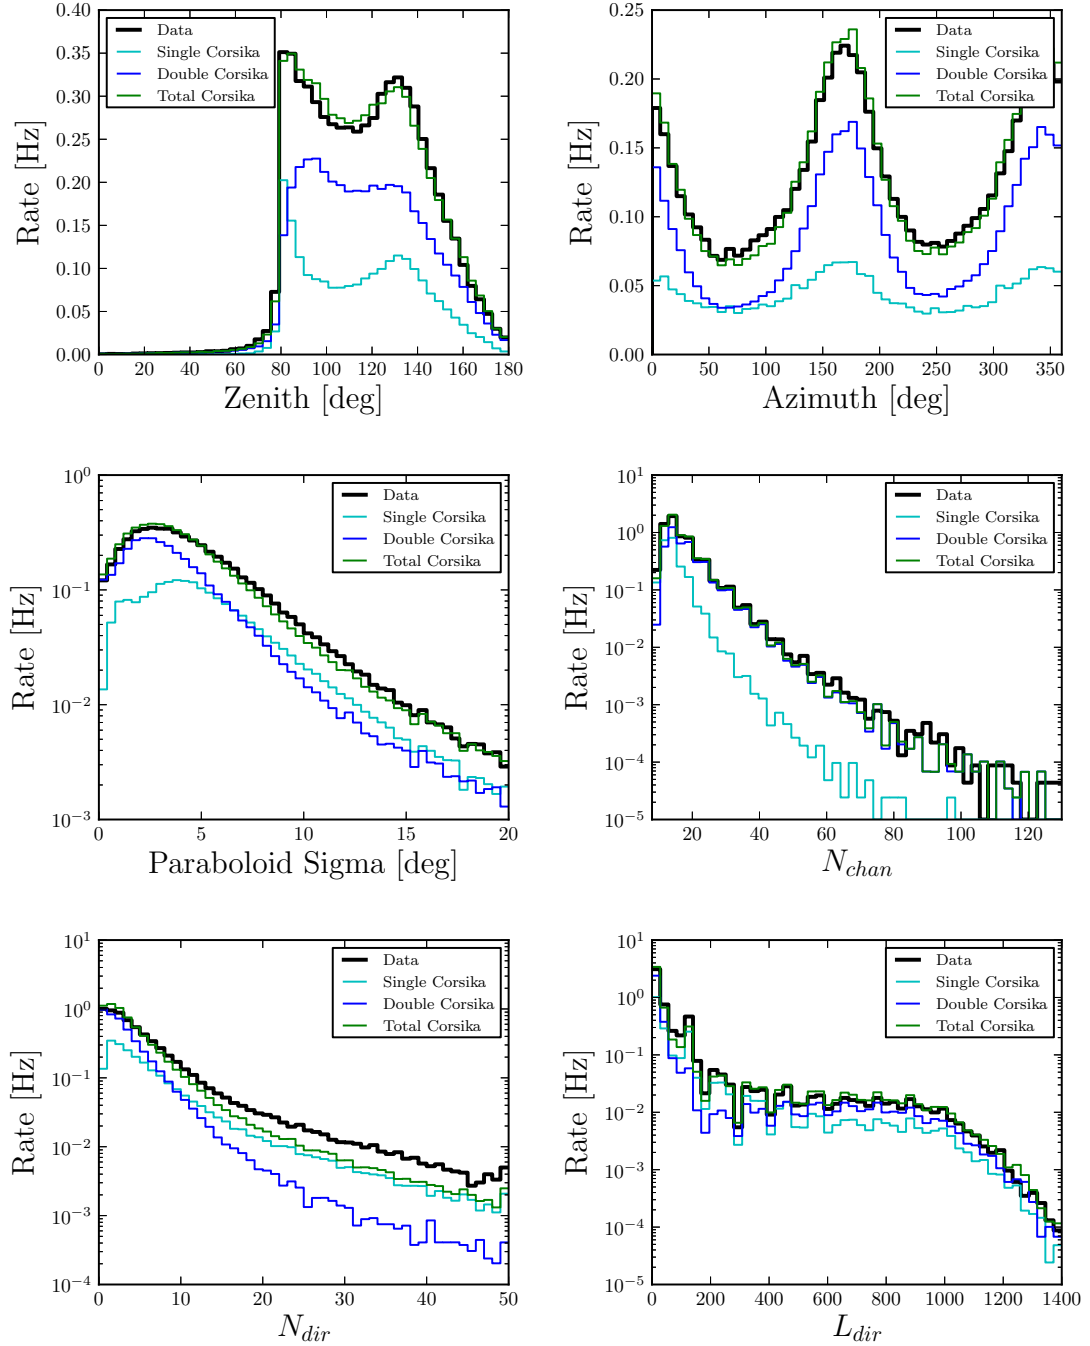 0.40
0.35
0.30
0.25
0.20
0.15
0.10
0.05
0.00
Rate [Hz]
Data
Single Corsika
Double Corsika
Total Corsika
0 20 40 60 80 100 120 140 160 180
Zenith [deg]
0.25
0.20
0.15
0.10
0.05
0.00
Rate [Hz]
Data
Single Corsika
Double Corsika
Total Corsika
0 50 100 150 200 250 300 350
Azimuth [deg]
10^0
10^-1
10^-2
10^-3
Rate [Hz]
Data
Single Corsika
Double Corsika
Total Corsika
0 5 10 15 20
Paraboloid Sigma [deg]
10^1
10^0
10^-1
10^-2
10^-3
10^-4
10^-5
Rate [Hz]
Data
Single Corsika
Double Corsika
Total Corsika
20 40 60 80 100 120
N_chan
10^1
10^0
10^-1
10^-2
10^-3
10^-4
Rate [Hz]
Data
Single Corsika
Double Corsika
Total Corsika
0 10 20 30 40 50
N_dir
10^1
10^0
10^-1
10^-2
10^-3
10^-4
10^-5
Rate [Hz]
Data
Single Corsika
Double Corsika
Total Corsika
0 200 400 600 800 1000 1200 1400
L_dir